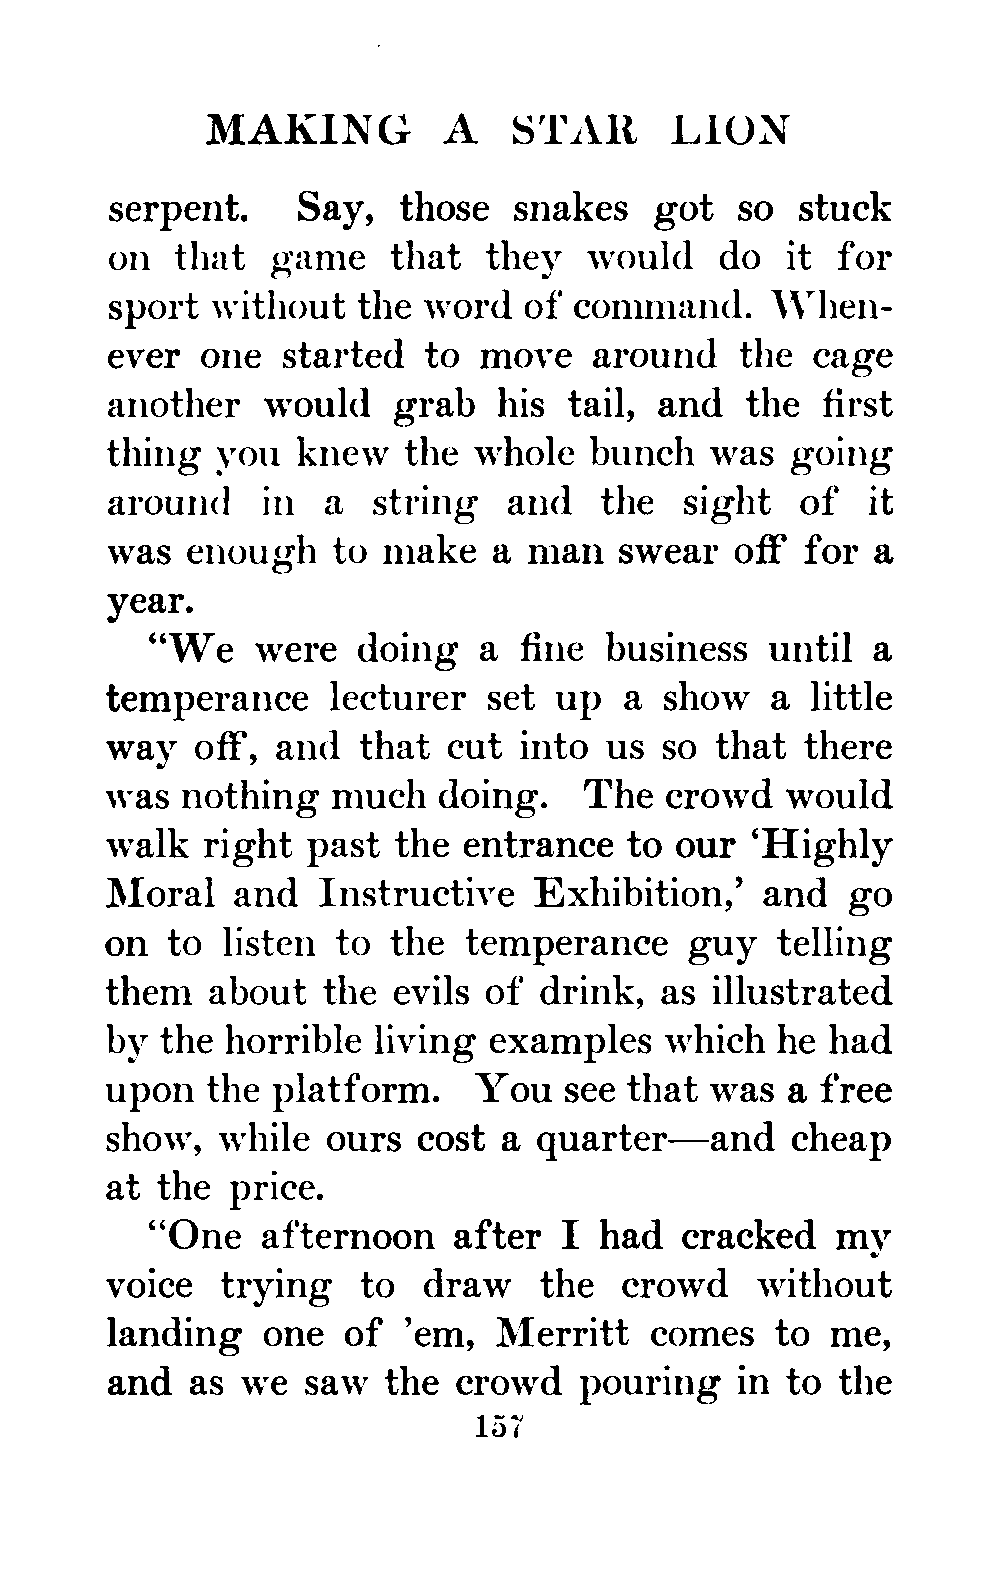 MAKING A STAR LION
serpent. Say, those snakes got so stuck
on that game that they would do it for
sport without the word of command. When-
ever one started to move around the cage
another would grab his tail, and the first
thing you knew the whole bunch was going
around in a string and the sight of it
was enough to make a man swear off for a
year.
"We were doing a fine business until a
temperance lecturer set up a show a little
way off, and that cut into us so that there
was nothing much doing. The crowd would
walk right past the entrance to our 'Highly
Moral and Instructive Exhibition,' and go
on to listen to the temperance guy telling
them about the evils of drink, as illustrated
by the horrible living examples which he had
upon the platform. You see that was a free
show, while ours cost a quarter—and cheap
at the price.
"One afternoon after I had cracked my
voice trying to draw the crowd without
landing one of 'em, Merritt comes to me,
and as we saw the crowd pouring in to the
157